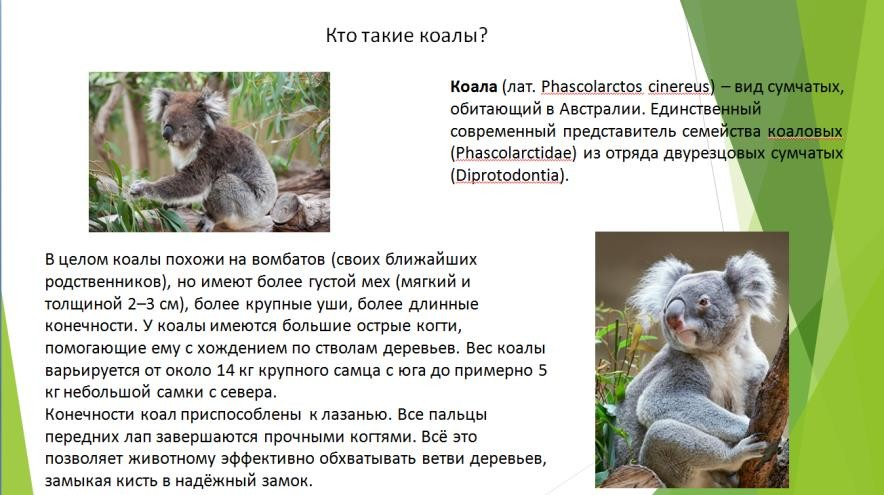 Кто такие коалы?
Коала (лат. Phascolarctos cinereus) – вид сумчатых,
обитающий в Австралии. Единственный
современный представитель семейства коаловых
(Phascolarctidae) из отряда двурезцовых сумчатых
(Diprotodontia).
В целом коалы похожи на вомбатов (своих ближайших
родственников), но имеют более густой мех (мягкий и
толщиной 2–3 см), более крупные уши, более длинные
конечности. У коалы имеются большие острые когти,
помогающие ему с хождением по стволам деревьев. Вес коалы
варьируется от около 14 кг крупного самца с юга до примерно 5
кг небольшой самки с севера.
Конечности коал приспособлены к лазанью. Все пальцы
передних лап завершаются прочными когтями. Всё это
позволяет животному эффективно обхватывать ветви деревьев,
замыкая кисть в надёжный замок.